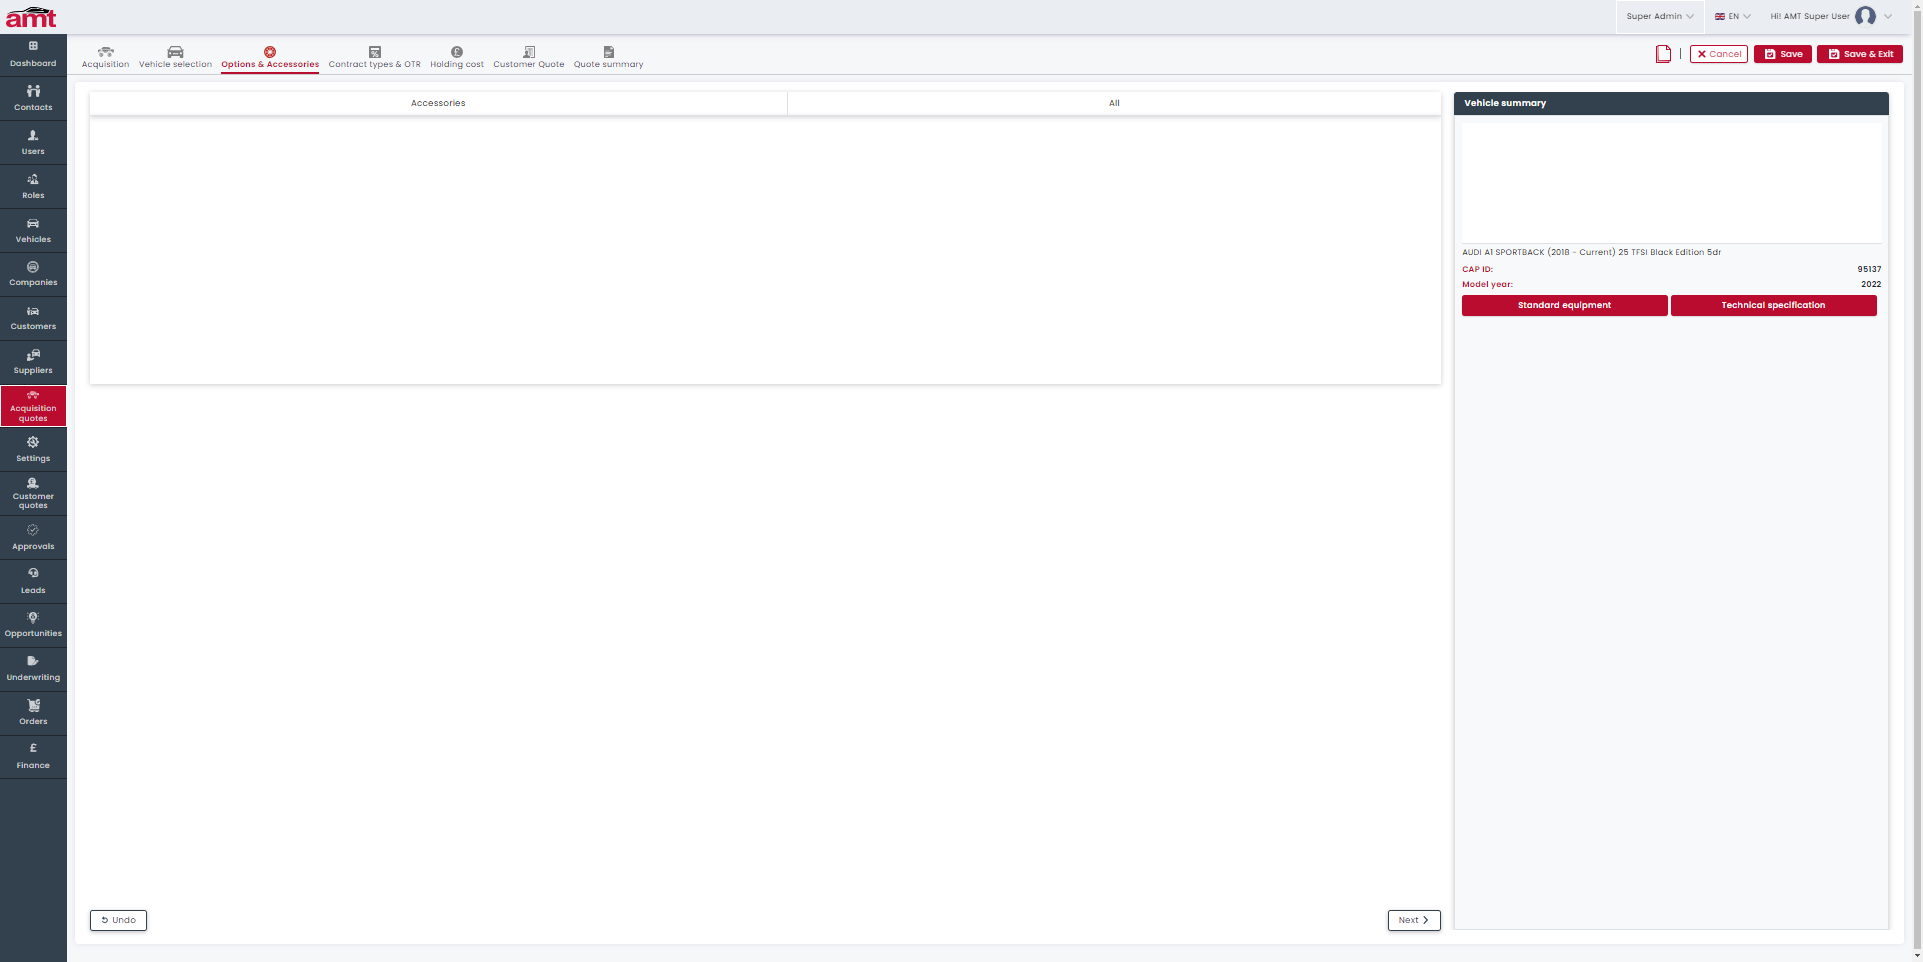 amt
Super Admin
EN
Hi! AMT Super User
Dashboard
Contacts
Users
Roles
Vehicles
Companies
Customers
Suppliers
Acquisition
quotes
Settings
Customer
quotes
Approvals
Leads
Opportunities
Underwriting
Orders
£
Finance
Acquisition
Vehicle selection
Options & Accessories
Contract types & OTR
Holding cost
Customer Quote
Quote summary
Cancel
Save
Save & Exit
Accessories
All
Undo
Next
Vehicle summary
AUDI A1 SPORTBACK (2018 - Current) 25 TFSI Black Edition 5dr
CAP ID: 95137
Model year: 2022
Standard equipment
Technical specification